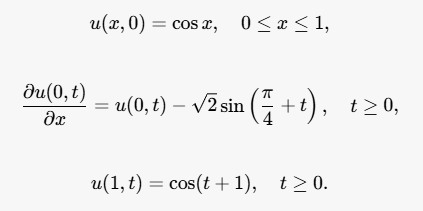 u(x, 0) = cos x, 0 ≤ x ≤ 1,
∂u(0, t)/∂x = u(0, t) − √2 sin (π/4 + t), t ≥ 0,
u(1, t) = cos(t + 1), t ≥ 0.